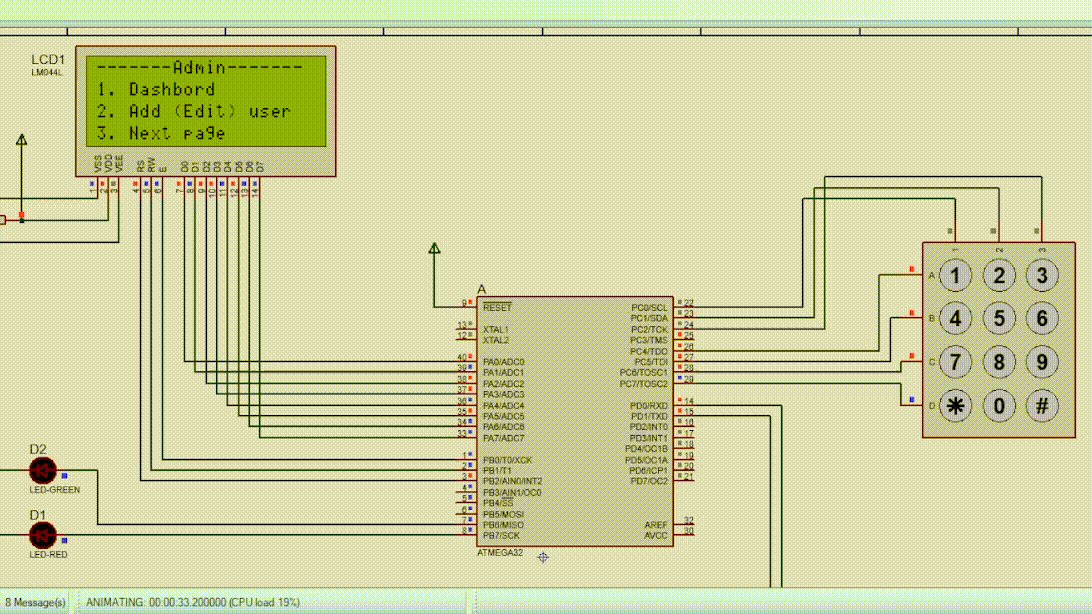 LCD1
LM044L
-------Admin-------
1. Dashbord
2. Add (Edit) user
3. Next page
VSS VDD VEE RS RW E D0 D1 D2 D3 D4 D5 D6 D7
1 2 3 4 5 6 7 8 9 10 11 12 13 14
A
9 RESET
13 XTAL1
12 XTAL2
40 PA0/ADC0
39 PA1/ADC1
38 PA2/ADC2
37 PA3/ADC3
36 PA4/ADC4
35 PA5/ADC5
34 PA6/ADC6
33 PA7/ADC7
1 PB0/T0/XCK
2 PB1/T1
3 PB2/AIN0/INT2
4 PB3/AIN1/OC0
5 PB4/SS
6 PB5/MOSI
7 PB6/MISO
8 PB7/SCK
PC0/SCL 22
PC1/SDA 23
PC2/TCK 24
PC3/TMS 25
PC4/TDO 26
PC5/TDI 27
PC6/TOSC1 28
PC7/TOSC2 29
PD0/RXD 14
PD1/TXD 15
PD2/INT0 16
PD3/INT1 17
PD4/OC1B 18
PD5/OC1A 19
PD6/ICP1 20
PD7/OC2 21
AREF 32
AVCC 30
ATMEGA32
1 2 3
A 1 2 3
B 4 5 6
C 7 8 9
D * 0 #
D2
LED-GREEN
D1
LED-RED
8 Message(s) ANIMATING: 00:00:33.200000 (CPU load 19%)